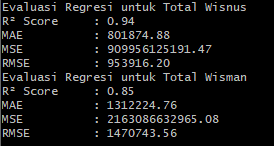 Evaluasi Regresi untuk Total Wisnus
R² Score : 0.94
MAE : 801874.88
MSE : 909956125191.47
RMSE : 953916.20
Evaluasi Regresi untuk Total Wisman
R² Score : 0.85
MAE : 1312224.76
MSE : 2163086632965.08
RMSE : 1470743.56